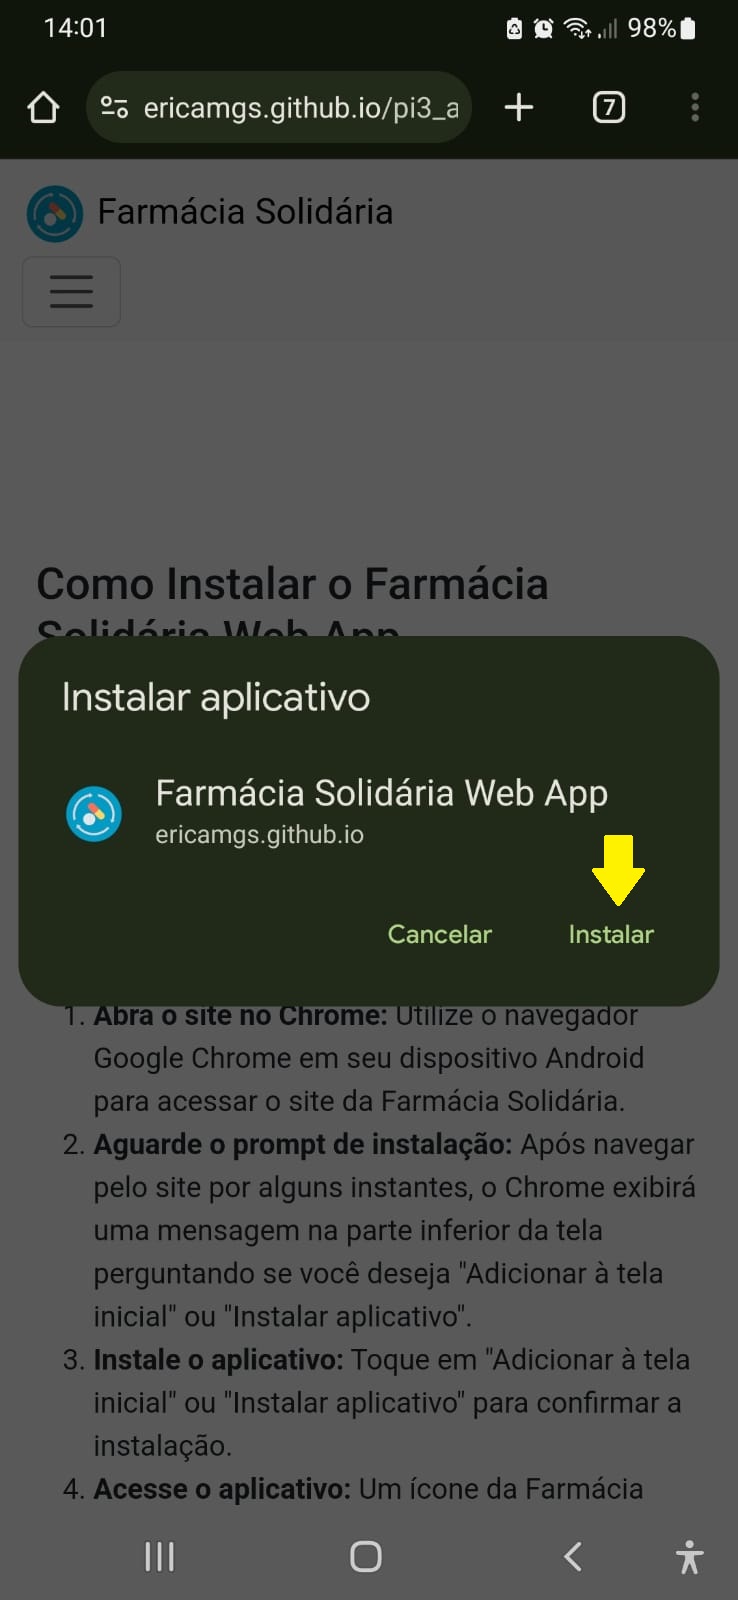 14:01
98%
ericamgs.github.io/pi3_a
7
Farmácia Solidária
Como Instalar o Farmácia
Solidária Web App
Instalar aplicativo
Farmácia Solidária Web App
ericamgs.github.io
Cancelar
Instalar
1. Abra o site no Chrome: Utilize o navegador
Google Chrome em seu dispositivo Android
para acessar o site da Farmácia Solidária.
2. Aguarde o prompt de instalação: Após navegar
pelo site por alguns instantes, o Chrome exibirá
uma mensagem na parte inferior da tela
perguntando se você deseja "Adicionar à tela
inicial" ou "Instalar aplicativo".
3. Instale o aplicativo: Toque em "Adicionar à tela
inicial" ou "Instalar aplicativo" para confirmar a
instalação.
4. Acesse o aplicativo: Um ícone da Farmácia